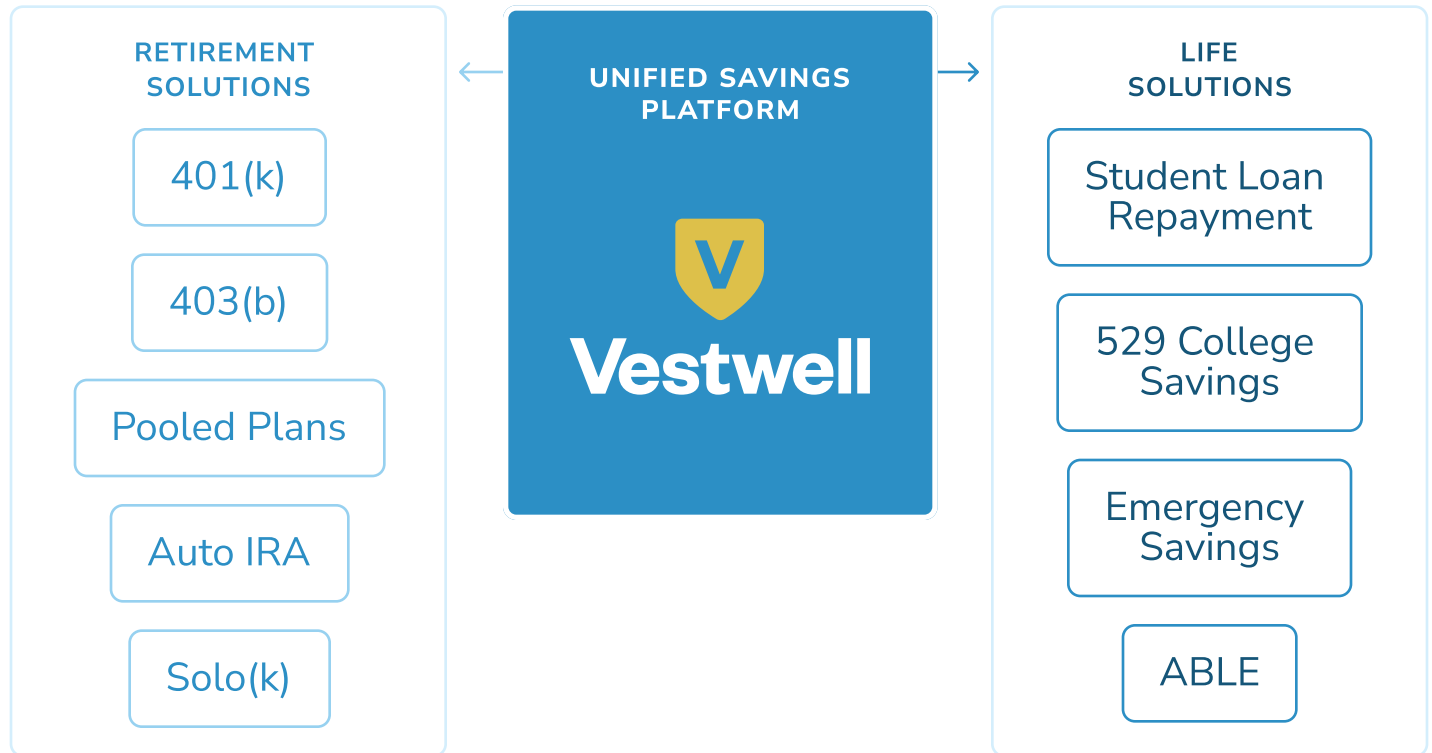 RETIREMENT
SOLUTIONS
401(k)
403(b)
Pooled Plans
Auto IRA
Solo(k)
UNIFIED SAVINGS
PLATFORM
V
Vestwell
LIFE
SOLUTIONS
Student Loan
Repayment
529 College
Savings
Emergency
Savings
ABLE